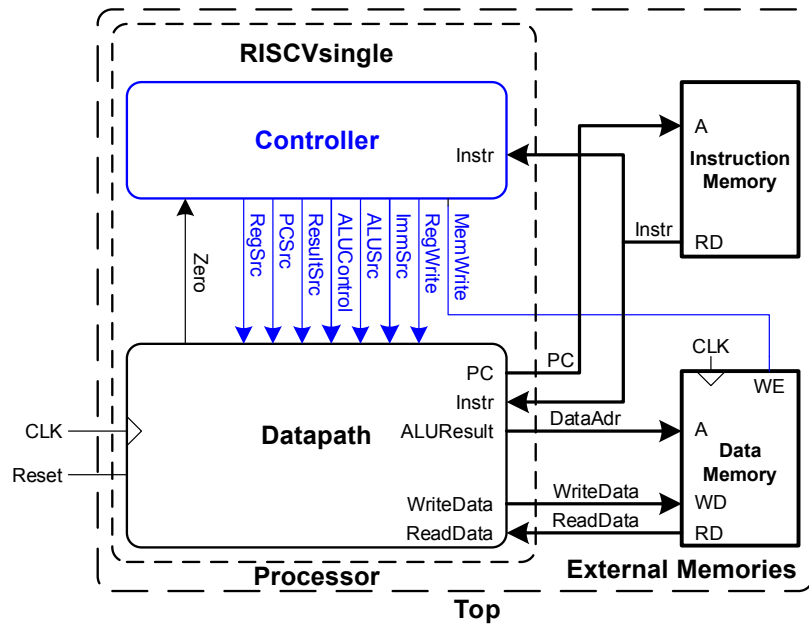 RISCVsingle
Controller
Instr
A
Instruction
Memory
Instr
RD
Zero
RegSrc
PCSrc
ResultSrc
ALUControl
ALUSrc
ImmSrc
RegWrite
MemWrite
CLK
WE
PC
PC
Instr
CLK
Datapath
ALUResult
DataAdr
A
Data
Memory
Reset
WriteData
WriteData
WD
ReadData
ReadData
RD
Processor
External Memories
Top